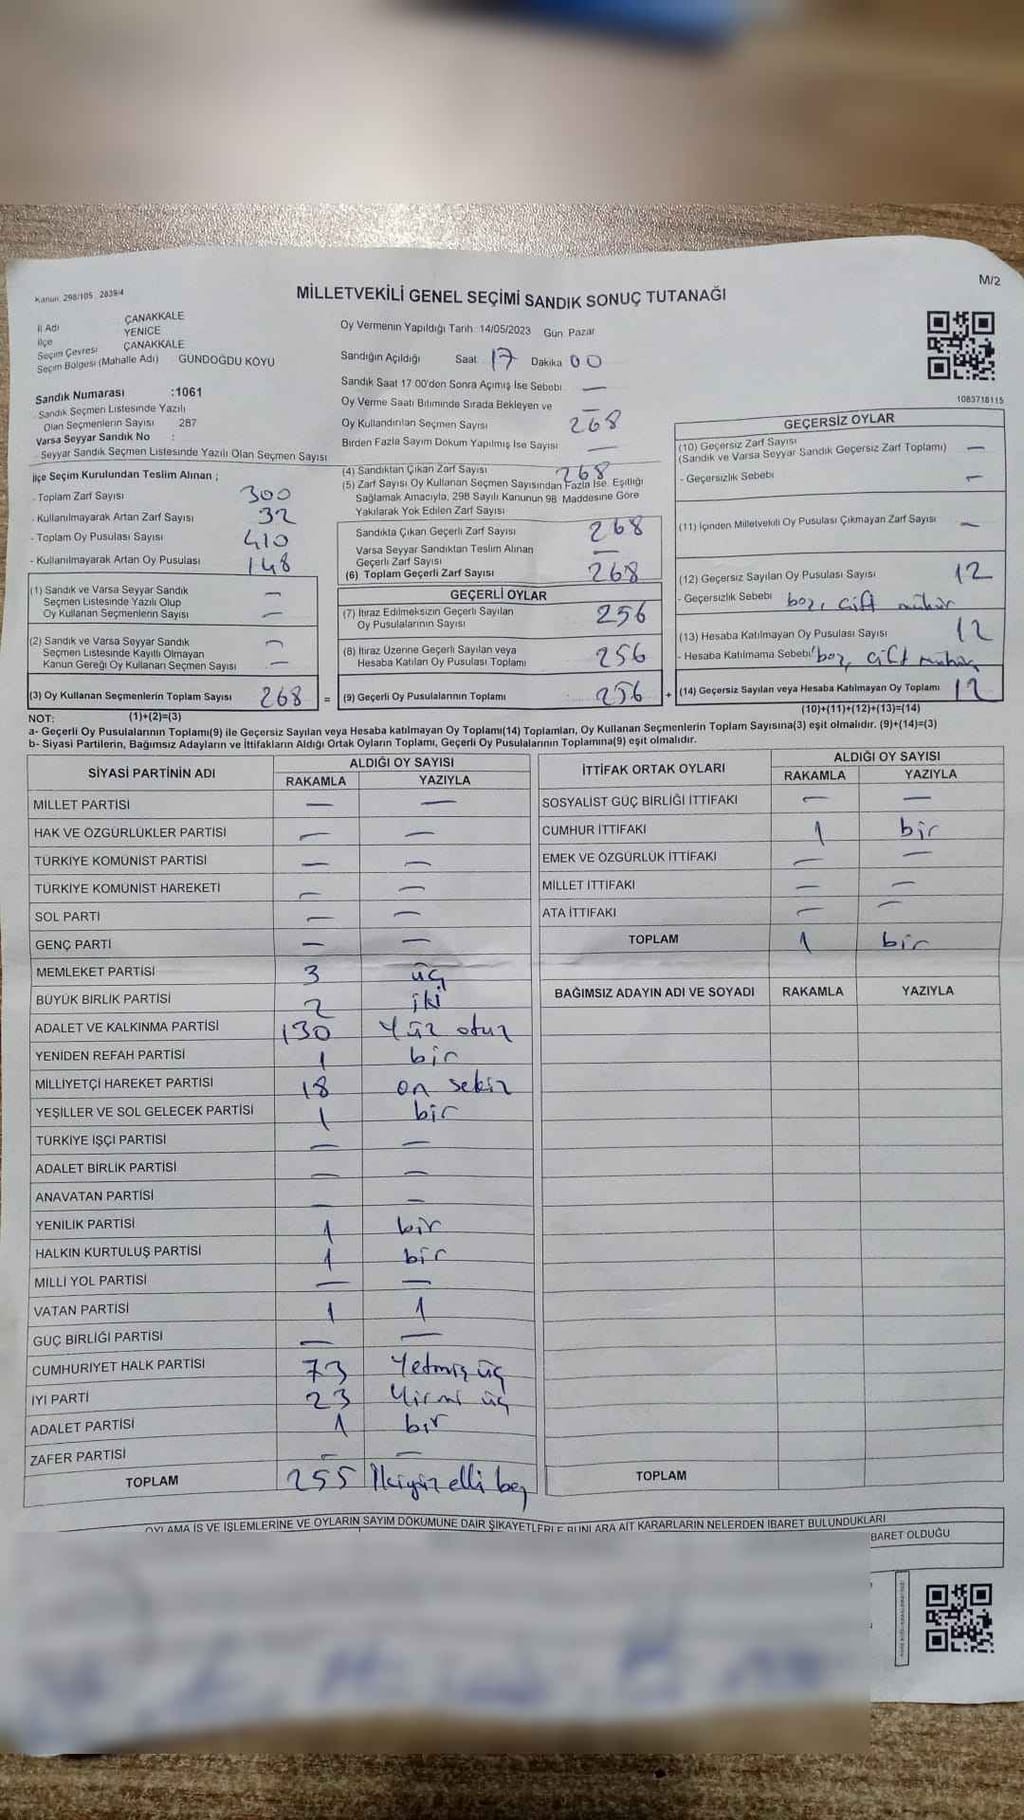 Kanun 298/105 2839/4
MİLLETVEKİLİ GENEL SEÇİMİ SANDIK SONUÇ TUTANAĞI
M/2
İl Adı ÇANAKKALE
İlçe YENİCE
Seçim Çevresi ÇANAKKALE
Seçim Bölgesi (Mahalle Adı) GÜNDOĞDU KÖYÜ
Sandık Numarası :1061
Sandık Seçmen Listesinde Yazılı
Olan Seçmenlerin Sayısı 287
Varsa Seyyar Sandık No :
Seyyar Sandık Seçmen Listesinde Yazılı Olan Seçmen Sayısı
Oy Vermenin Yapıldığı Tarih 14/05/2023 Gün Pazar
Sandığın Açıldığı Saat 17 Dakika 00
Sandık Saat 17 00'den Sonra Açımış İse Sebebi —
Oy Verme Saati Bitiminde Sırada Bekleyen ve —
Oy Kullandırılan Seçmen Sayısı 268
Birden Fazla Sayım Döküm Yapılmış İse Sayısı —
1083718115
İlçe Seçim Kurulundan Teslim Alınan ;
- Toplam Zarf Sayısı 300
- Kullanılmayarak Artan Zarf Sayısı 32
- Toplam Oy Pusulası Sayısı 410
- Kullanılmayarak Artan Oy Pusulası 148
(1) Sandık ve Varsa Seyyar Sandık —
Seçmen Listesinde Yazılı Olup
Oy Kullanan Seçmenlerin Sayısı —
(2) Sandık ve Varsa Seyyar Sandık —
Seçmen Listesinde Kayıtlı Olmayan
Kanun Gereği Oy Kullanan Seçmen Sayısı —
(3) Oy Kullanan Seçmenlerin Toplam Sayısı 268 =
(4) Sandıktan Çıkan Zarf Sayısı 268
(5) Zarf Sayısı Oy Kullanan Seçmen Sayısından Fazla İse, Eşitliği
Sağlamak Amacıyla, 298 Sayılı Kanunun 98 Maddesine Göre
Yakılarak Yok Edilen Zarf Sayısı
Sandıkta Çıkan Geçerli Zarf Sayısı 268
Varsa Seyyar Sandıktan Teslim Alınan —
Geçerli Zarf Sayısı
(6) Toplam Geçerli Zarf Sayısı 268
GEÇERLİ OYLAR
(7) İtiraz Edilmeksizin Geçerli Sayılan 256
Oy Pusulalarının Sayısı
(8) İtiraz Üzerine Geçerli Sayılan veya 256
Hesaba Katılan Oy Pusulası Toplamı
(9) Geçerli Oy Pusulalarının Toplamı 256 +
GEÇERSİZ OYLAR
(10) Geçersiz Zarf Sayısı —
(Sandık ve Varsa Seyyar Sandık Geçersiz Zarf Toplamı)
- Geçersizlik Sebebi —
(11) İçinden Milletvekili Oy Pusulası Çıkmayan Zarf Sayısı —
(12) Geçersiz Sayılan Oy Pusulası Sayısı 12
- Geçersizlik Sebebi boş, çift mühür
(13) Hesaba Katılmayan Oy Pusulası Sayısı 12
- Hesaba Katılmama Sebebi boş, çift mühür
(14) Geçersiz Sayılan veya Hesaba Katılmayan Oy Toplamı 12
NOT: (1)+(2)=(3) (10)+(11)+(12)+(13)=(14)
a- Geçerli Oy Pusulalarının Toplamı(9) ile Geçersiz Sayılan veya Hesaba katılmayan Oy Toplamı(14) Toplamları, Oy Kullanan Seçmenlerin Toplam Sayısına(3) eşit olmalıdır. (9)+(14)=(3)
b- Siyasi Partilerin, Bağımsız Adayların ve İttifakların Aldığı Ortak Oyların Toplamı, Geçerli Oy Pusulalarının Toplamına(9) eşit olmalıdır.
SİYASİ PARTİNİN ADI ALDIĞI OY SAYISI
RAKAMLA YAZIYLA
MİLLET PARTİSİ — —
HAK VE ÖZGÜRLÜKLER PARTİSİ — —
TÜRKİYE KOMÜNİST PARTİSİ — —
TÜRKİYE KOMÜNİST HAREKETİ — —
SOL PARTİ — —
GENÇ PARTİ — —
MEMLEKET PARTİSİ 3 üç
BÜYÜK BİRLİK PARTİSİ 2 iki
ADALET VE KALKINMA PARTİSİ 130 Yüz otuz
YENİDEN REFAH PARTİSİ 1 bir
MİLLİYETÇİ HAREKET PARTİSİ 18 on sekiz
YEŞİLLER VE SOL GELECEK PARTİSİ 1 bir
TÜRKİYE İŞÇİ PARTİSİ — —
ADALET BİRLİK PARTİSİ — —
ANAVATAN PARTİSİ — —
YENİLİK PARTİSİ 1 bir
HALKIN KURTULUŞ PARTİSİ 1 bir
MİLLİ YOL PARTİSİ — —
VATAN PARTİSİ 1 1
GÜÇ BİRLİĞİ PARTİSİ — —
CUMHURİYET HALK PARTİSİ 73 Yetmiş üç
İYİ PARTİ 23 Yirmi üç
ADALET PARTİSİ 1 bir
ZAFER PARTİSİ — —
TOPLAM 255 İkiyüz elli beş
İTTİFAK ORTAK OYLARI ALDIĞI OY SAYISI
RAKAMLA YAZIYLA
SOSYALİST GÜÇ BİRLİĞİ İTTİFAKI — —
CUMHUR İTTİFAKI 1 bir
EMEK VE ÖZGÜRLÜK İTTİFAKI — —
MİLLET İTTİFAKI — —
ATA İTTİFAKI — —
TOPLAM 1 bir
BAĞIMSIZ ADAYIN ADI VE SOYADI RAKAMLA YAZIYLA
TOPLAM
OYLAMA İŞ VE İŞLEMLERİNE VE OYLARIN SAYIM DÖKÜMÜNE DAİR ŞİKAYETLERLE BUNLARA AİT KARARLARIN NELERDEN İBARET BULUNDUKLARI
BARET OLDUĞU